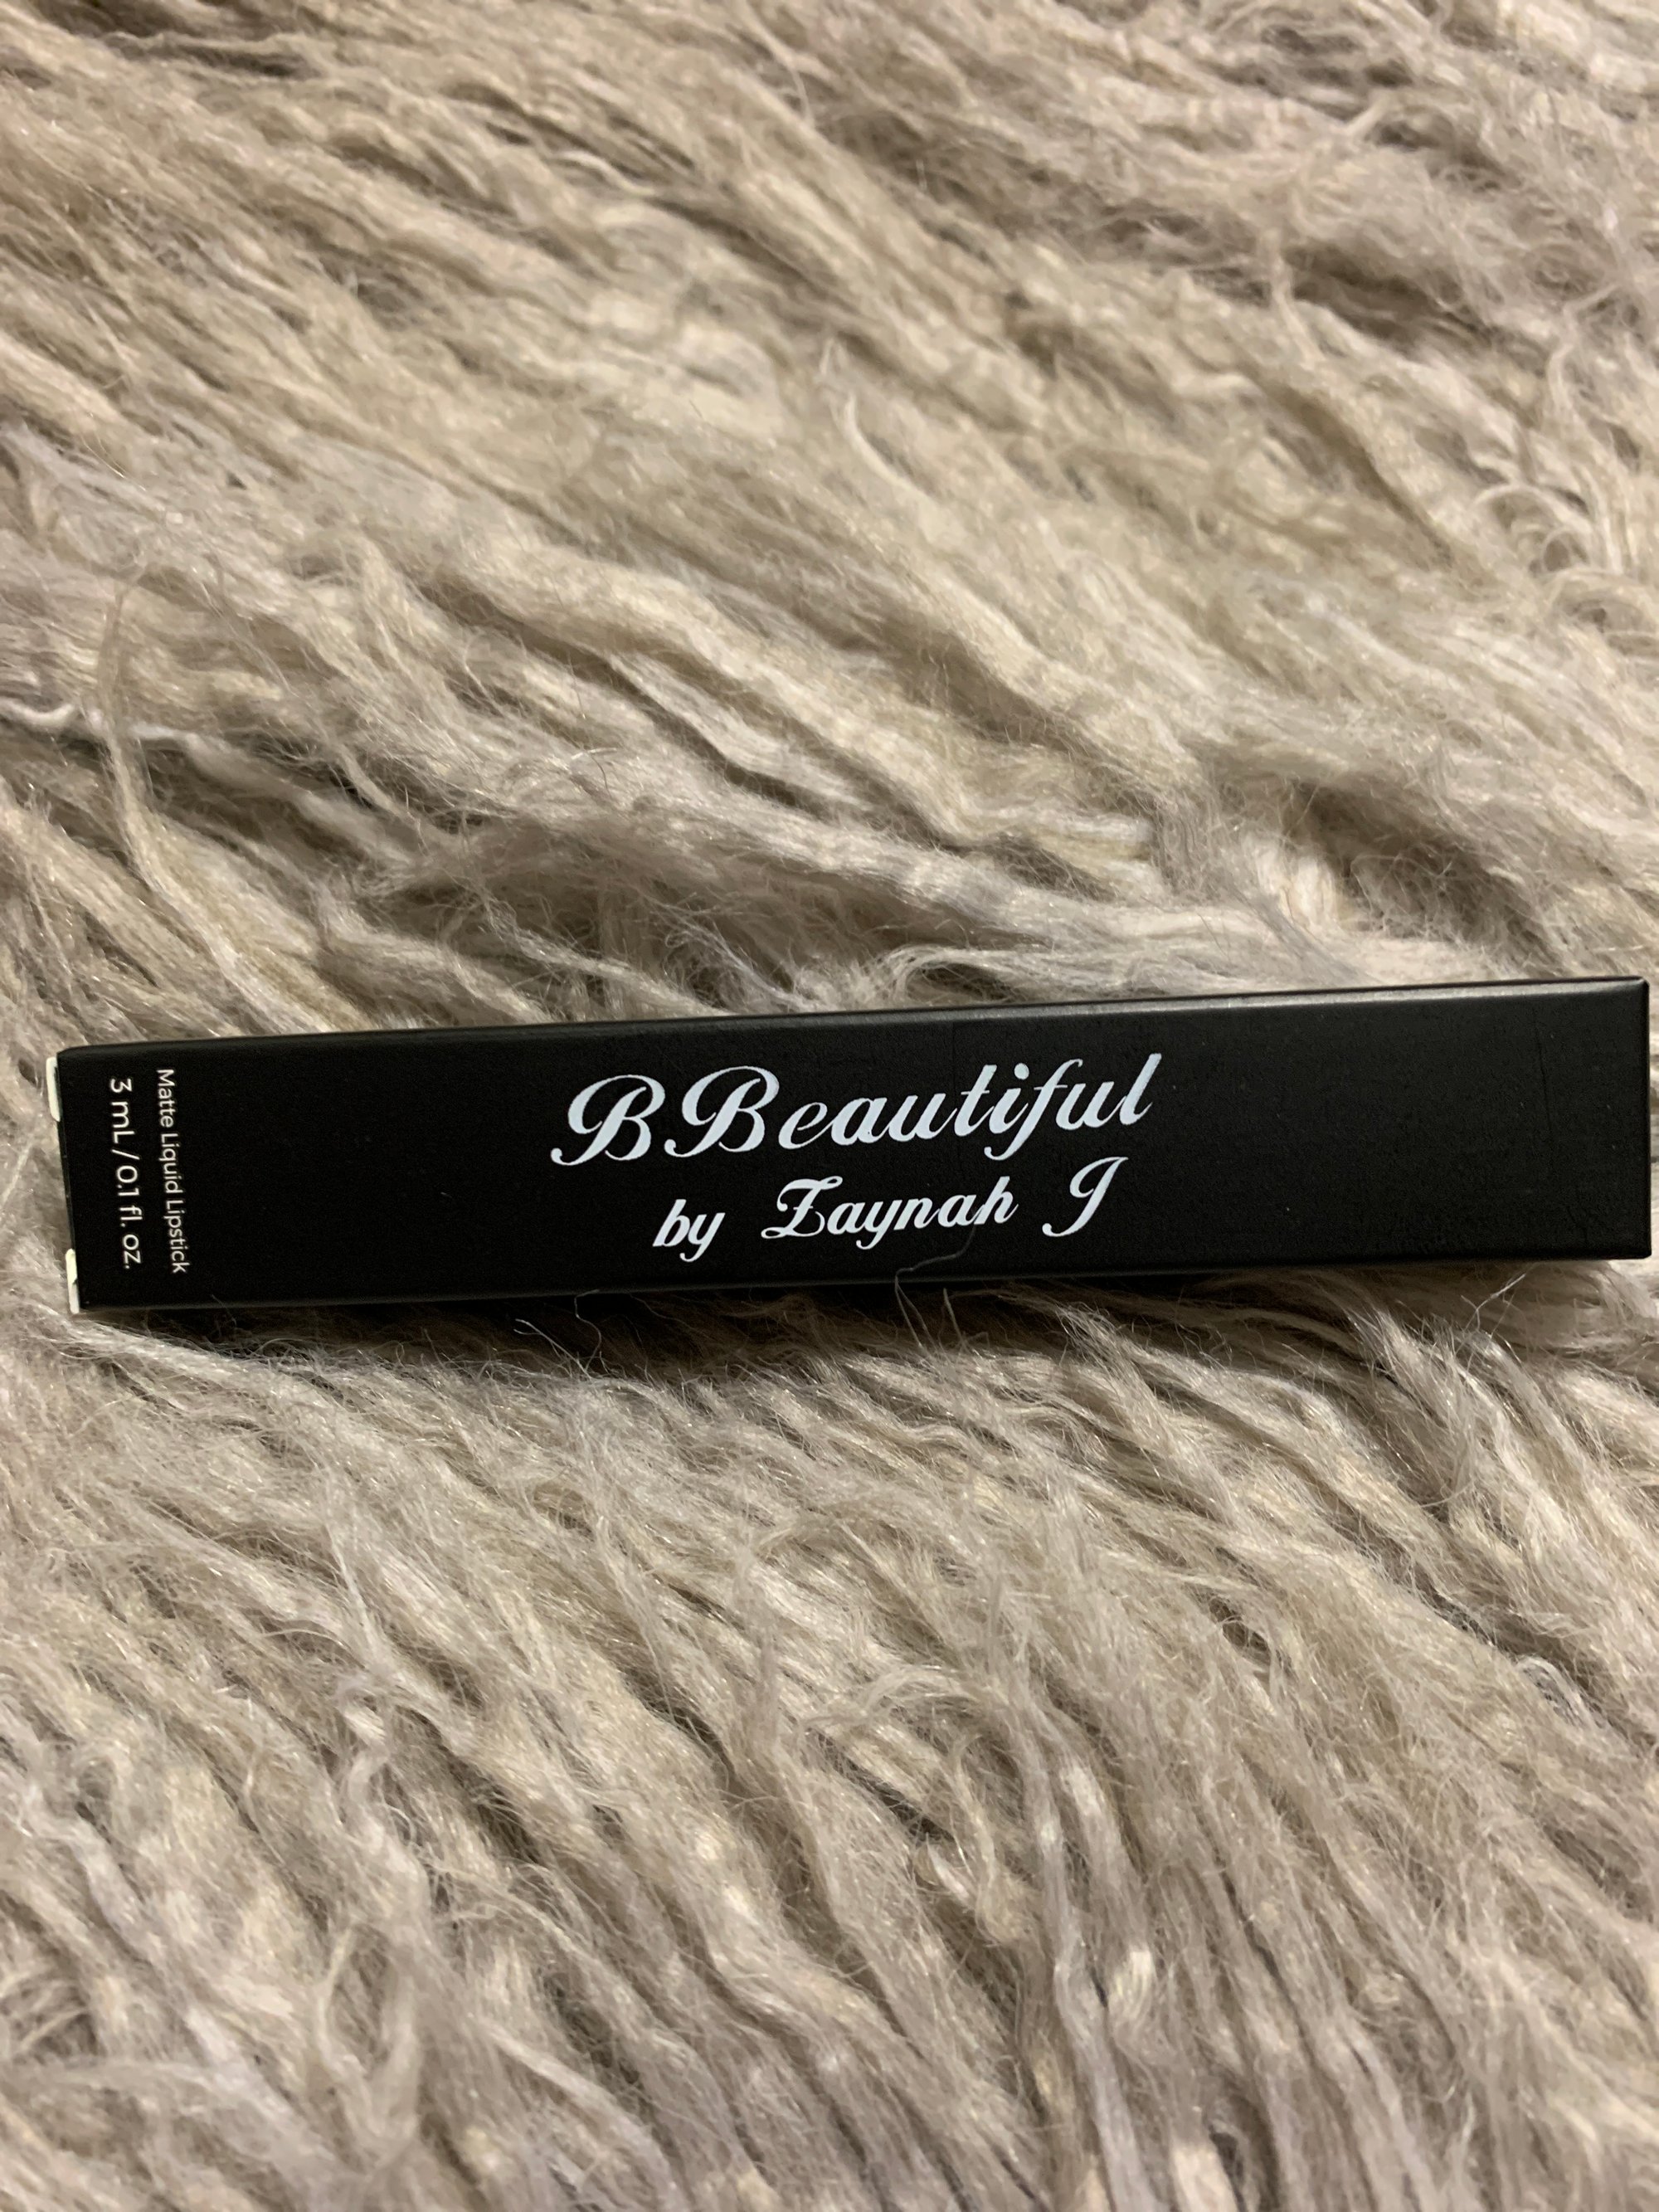 BBeautiful
by Zaynah J
Matte Liquid Lipstick
3 mL / 0.1 fl. oz.